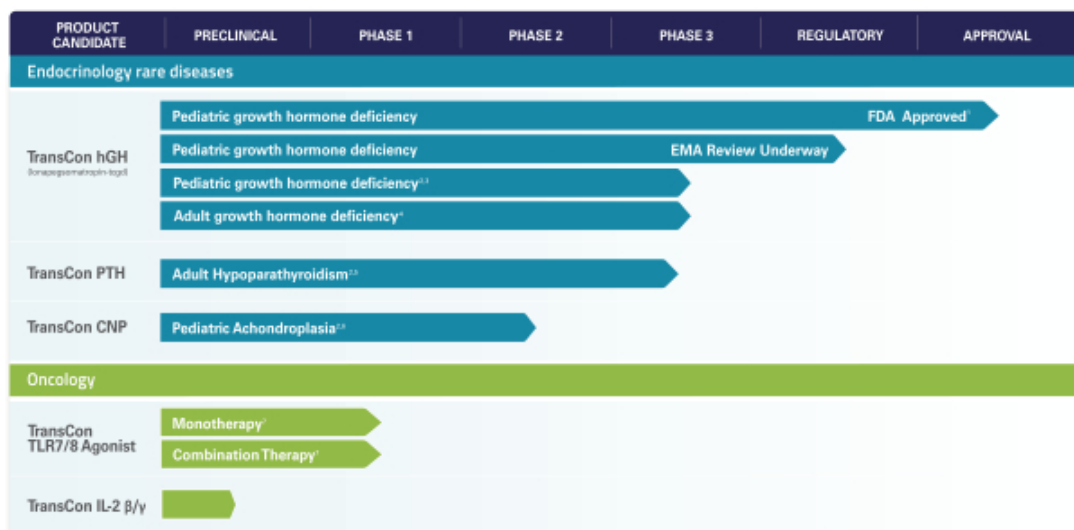 PRODUCT
CANDIDATE
PRECLINICAL
PHASE 1
PHASE 2
PHASE 3
REGULATORY
APPROVAL
Endocrinology rare diseases
TransCon hGH
Pediatric growth hormone deficiency
FDA Approved
Pediatric growth hormone deficiency
EMA Review Underway
Pediatric growth hormone deficiency
Adult growth hormone deficiency
TransCon PTH
Adult Hypoparathyroidism
TransCon CNP
Pediatric Achondroplasia
Oncology
TransCon
TLR7/8 Agonist
Monotherapy
Combination Therapy
TransCon IL-2 β/γ